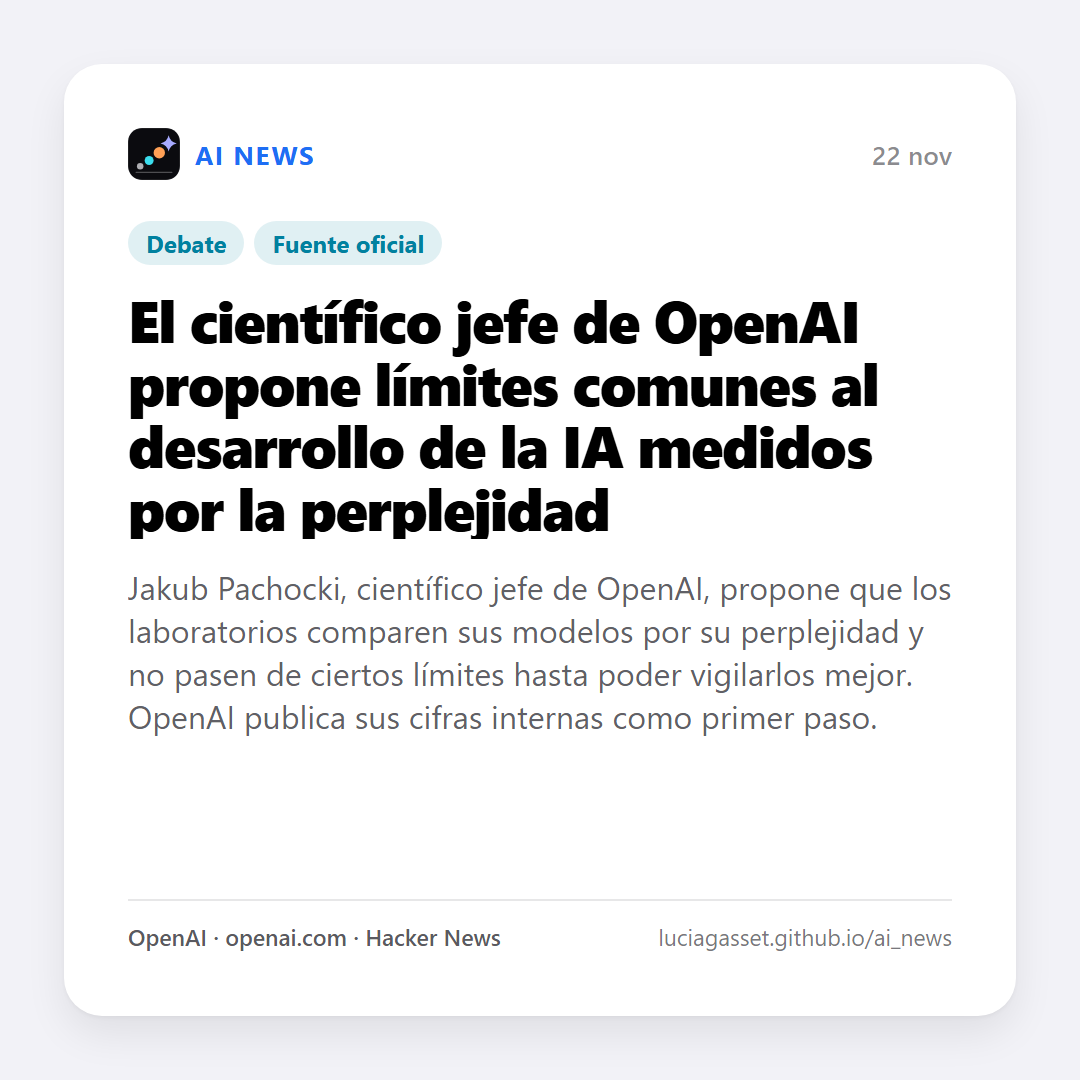 AI NEWS
22 nov
Debate
Fuente oficial
El científico jefe de OpenAI
propone límites comunes al
desarrollo de la IA medidos
por la perplejidad
Jakub Pachocki, científico jefe de OpenAI, propone que los
laboratorios comparen sus modelos por su perplejidad y
no pasen de ciertos límites hasta poder vigilarlos mejor.
OpenAI publica sus cifras internas como primer paso.
OpenAI · openai.com · Hacker News
luciagasset.github.io/ai_news